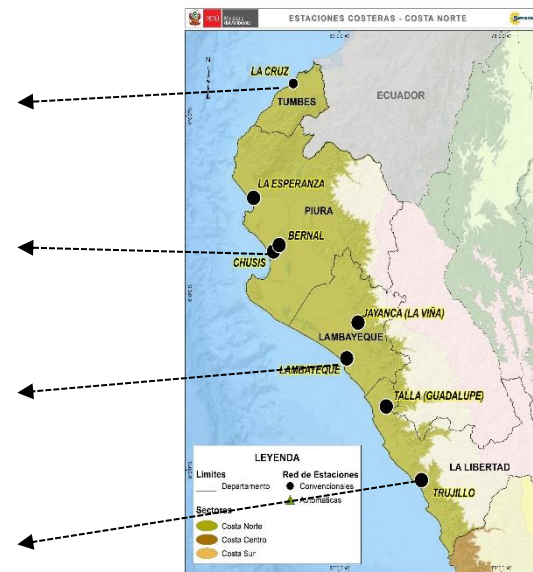 PERÚ
Ministerio del Ambiente
ESTACIONES COSTERAS - COSTA NORTE
LA CRUZ
TUMBES
ECUADOR
LA ESPERANZA
PIURA
BERNAL
CHUSIS
JAYANCA (LA VIÑA)
LAMBAYEQUE
LAMBAYEQUE
TALLA (GUADALUPE)
LA LIBERTAD
TRUJILLO
LEYENDA
Límites
Departamento
Red de Estaciones
Convencionales
Automáticas
Sectores
Costa Norte
Costa Centro
Costa Sur